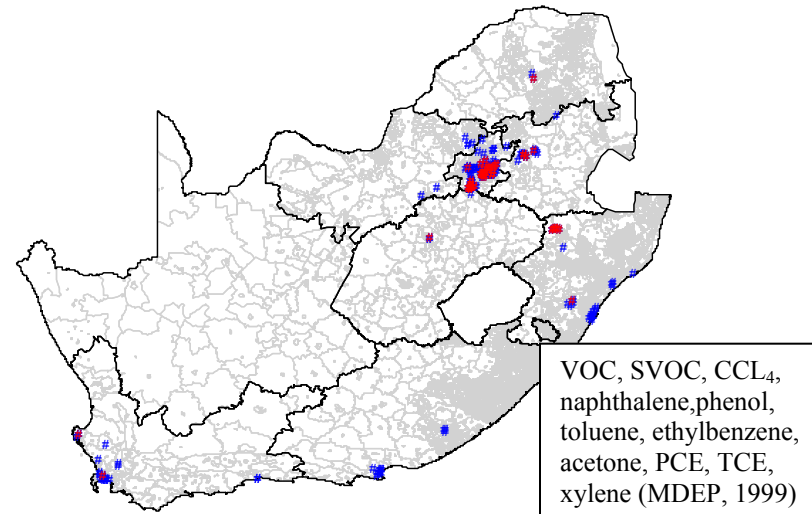 VOC, SVOC, CCL₄,
naphthalene,phenol,
toluene, ethylbenzene,
acetone, PCE, TCE,
xylene (MDEP, 1999)